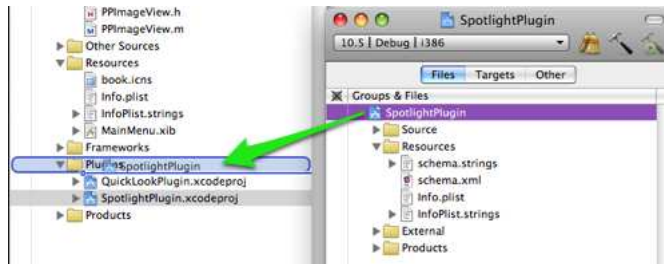 PPImageView.h
PPImageView.m
Other Sources
Resources
book.icns
Info.plist
InfoPlist.strings
MainMenu.xib
Frameworks
Plugins
SpotlightPlugin
QuickLookPlugin.xcodeproj
SpotlightPlugin.xcodeproj
Products
SpotlightPlugin
10.5 | Debug | i386
Files Targets Other
Groups & Files
SpotlightPlugin
Source
Resources
schema.strings
schema.xml
Info.plist
InfoPlist.strings
External
Products